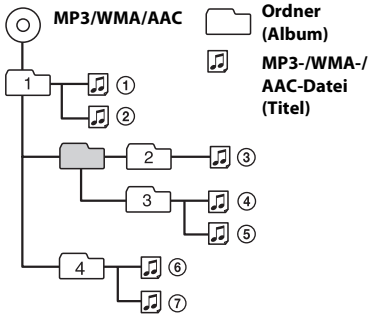 MP3/WMA/AAC
Ordner
(Album)
MP3-/WMA-/
AAC-Datei
(Titel)
1
①
②
2
③
3
④
⑤
4
⑥
⑦